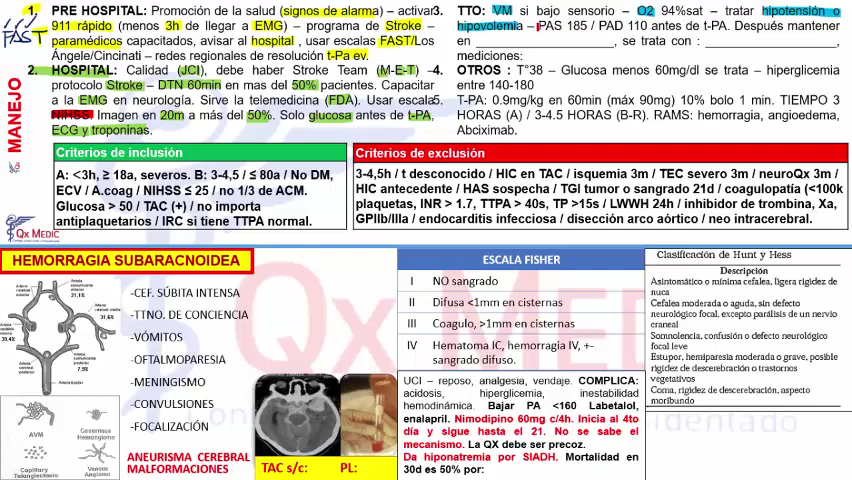 1. PRE HOSPITAL: Promoción de la salud (signos de alarma) – activar
911 rápido (menos 3h de llegar a EMG) – programa de Stroke –
paramédicos capacitados, avisar al hospital , usar escalas FAST/Los
Ángele/Cincinati – redes regionales de resolución t-Pa ev.
FAST
2. HOSPITAL: Calidad (JCI), debe haber Stroke Team (M-E-T) –
protocolo Stroke – DTN 60min en mas del 50% pacientes. Capacitar
a la EMG en neurología. Sirve la telemedicina (FDA). Usar escala
NIHSS. Imagen en 20m a más del 50%. Solo glucosa antes de t-PA,
ECG y troponinas.
MANEJO
3. TTO: VM si bajo sensorio – O2 94%sat – tratar hipotensión o
hipovolemia – PAS 185 / PAD 110 antes de t-PA. Después mantener
en ____________________, se trata con : ____________________,
mediciones:
4. OTROS : T°38 – Glucosa menos 60mg/dl se trata – hiperglicemia
entre 140-180
5. T-PA: 0.9mg/kg en 60min (máx 90mg) 10% bolo 1 min. TIEMPO 3
HORAS (A) / 3-4.5 HORAS (B-R). RAMS: hemorragia, angioedema,
Abciximab.
Criterios de inclusión
A: <3h, ≥ 18a, severos. B: 3-4,5 / ≤ 80a / No DM,
ECV / A.coag / NIHSS ≤ 25 / no 1/3 de ACM.
Glucosa > 50 / TAC (+) / no importa
antiplaquetarios / IRC si tiene TTPA normal.
Criterios de exclusión
3-4,5h / t desconocido / HIC en TAC / isquemia 3m / TEC severo 3m / neuroQx 3m /
HIC antecedente / HAS sospecha / TGI tumor o sangrado 21d / coagulopatía (<100k
plaquetas, INR > 1.7, TTPA > 40s, TP >15s / LWWH 24h / inhibidor de trombina, Xa,
GPIIb/IIIa / endocarditis infecciosa / disección arco aórtico / neo intracerebral.
QX MEDIC
HEMORRAGIA SUBARACNOIDEA
21,1%
31,6%
39,4%
7,9%
AVM
Cavernous
Hemangioma
Capillary
Telangiectasia
Venous
Angioma
-CEF. SÚBITA INTENSA
-TTNO. DE CONCIENCIA
-VÓMITOS
-OFTALMOPARESIA
-MENINGISMO
-CONVULSIONES
-FOCALIZACIÓN
ANEURISMA CEREBRAL
MALFORMACIONES
TAC s/c: PL:
ESCALA FISHER
I NO sangrado
II Difusa <1mm en cisternas
III Coagulo, >1mm en cisternas
IV Hematoma IC, hemorragia IV, +-
sangrado difuso.
UCI – reposo, analgesia, vendaje. COMPLICA:
acidosis, hiperglicemia, inestabilidad
hemodinámica. Bajar PA <160 Labetalol,
enalapril. Nimodipino 60mg c/4h. Inicia al 4to
día y sigue hasta el 21. No se sabe el
mecanismo. La QX debe ser precoz.
Da hiponatremia por SIADH. Mortalidad en
30d es 50% por:
Clasificación de Hunt y Hess
Descripción
Asintomático o mínima cefalea, ligera rigidez de
nuca
Cefalea moderada o aguda, sin defecto
neurológico focal, excepto parálisis de un nervio
craneal
Somnolencia, confusión o defecto neurológico
focal leve
Estupor, hemiparesia moderada o grave, posible
rigidez de descerebración o trastornos
vegetativos
Coma, rigidez de descerebración, aspecto
moribundo